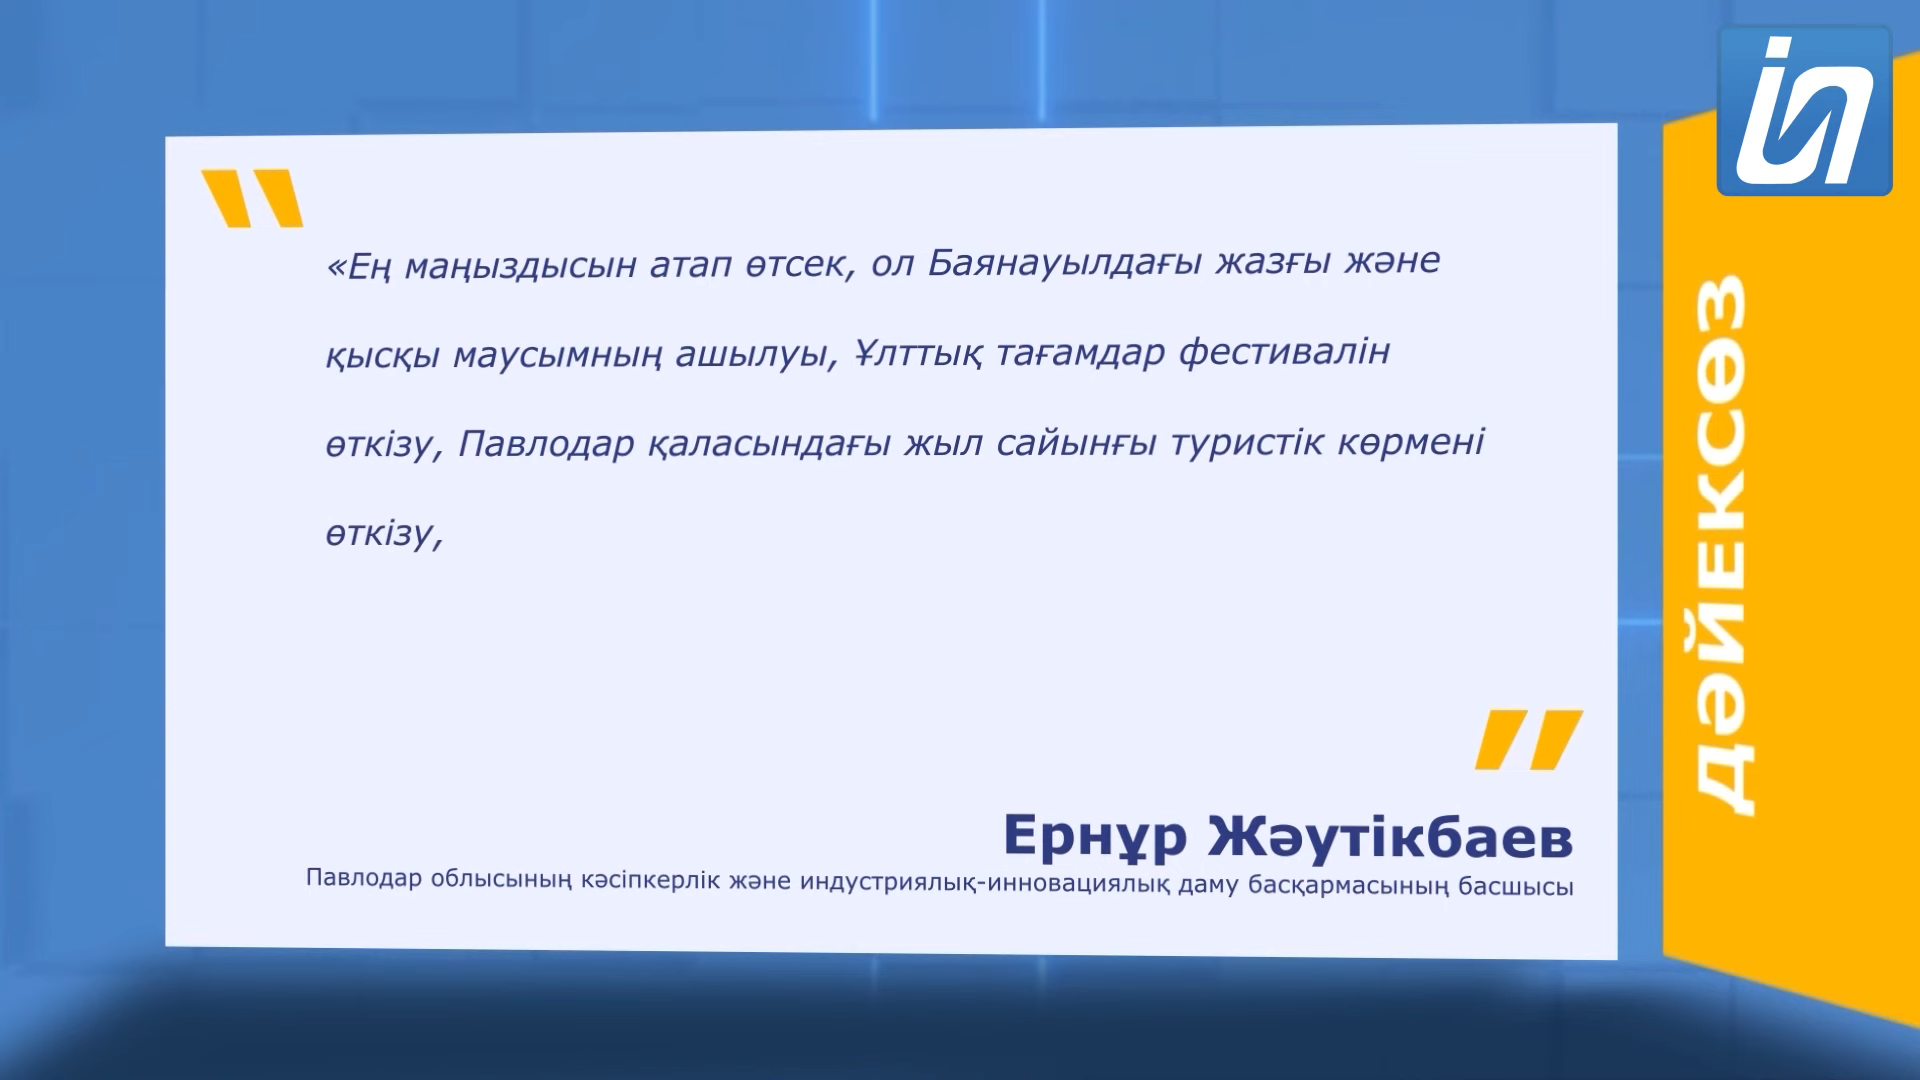 «Ең маңыздысын атап өтсек, ол Баянауылдағы жазғы және
қысқы маусымның ашылуы, Ұлттық тағамдар фестивалін
өткізу, Павлодар қаласындағы жыл сайынғы туристік көрмені
өткізу,
Ернұр Жәутікбаев
Павлодар облысының кәсіпкерлік және индустриялық-инновациялық даму басқармасының басшысы
ДӘЙЕКСӨЗ